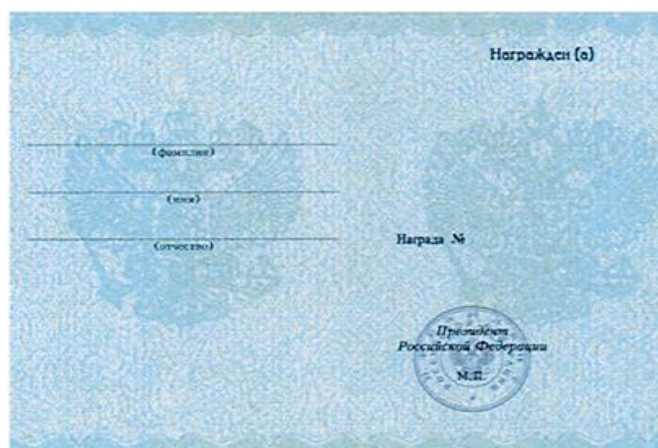 (фамилия)
(имя)
(отчество)
Награжден (а)
Награда №
Президент
Российской Федерации
М.П.